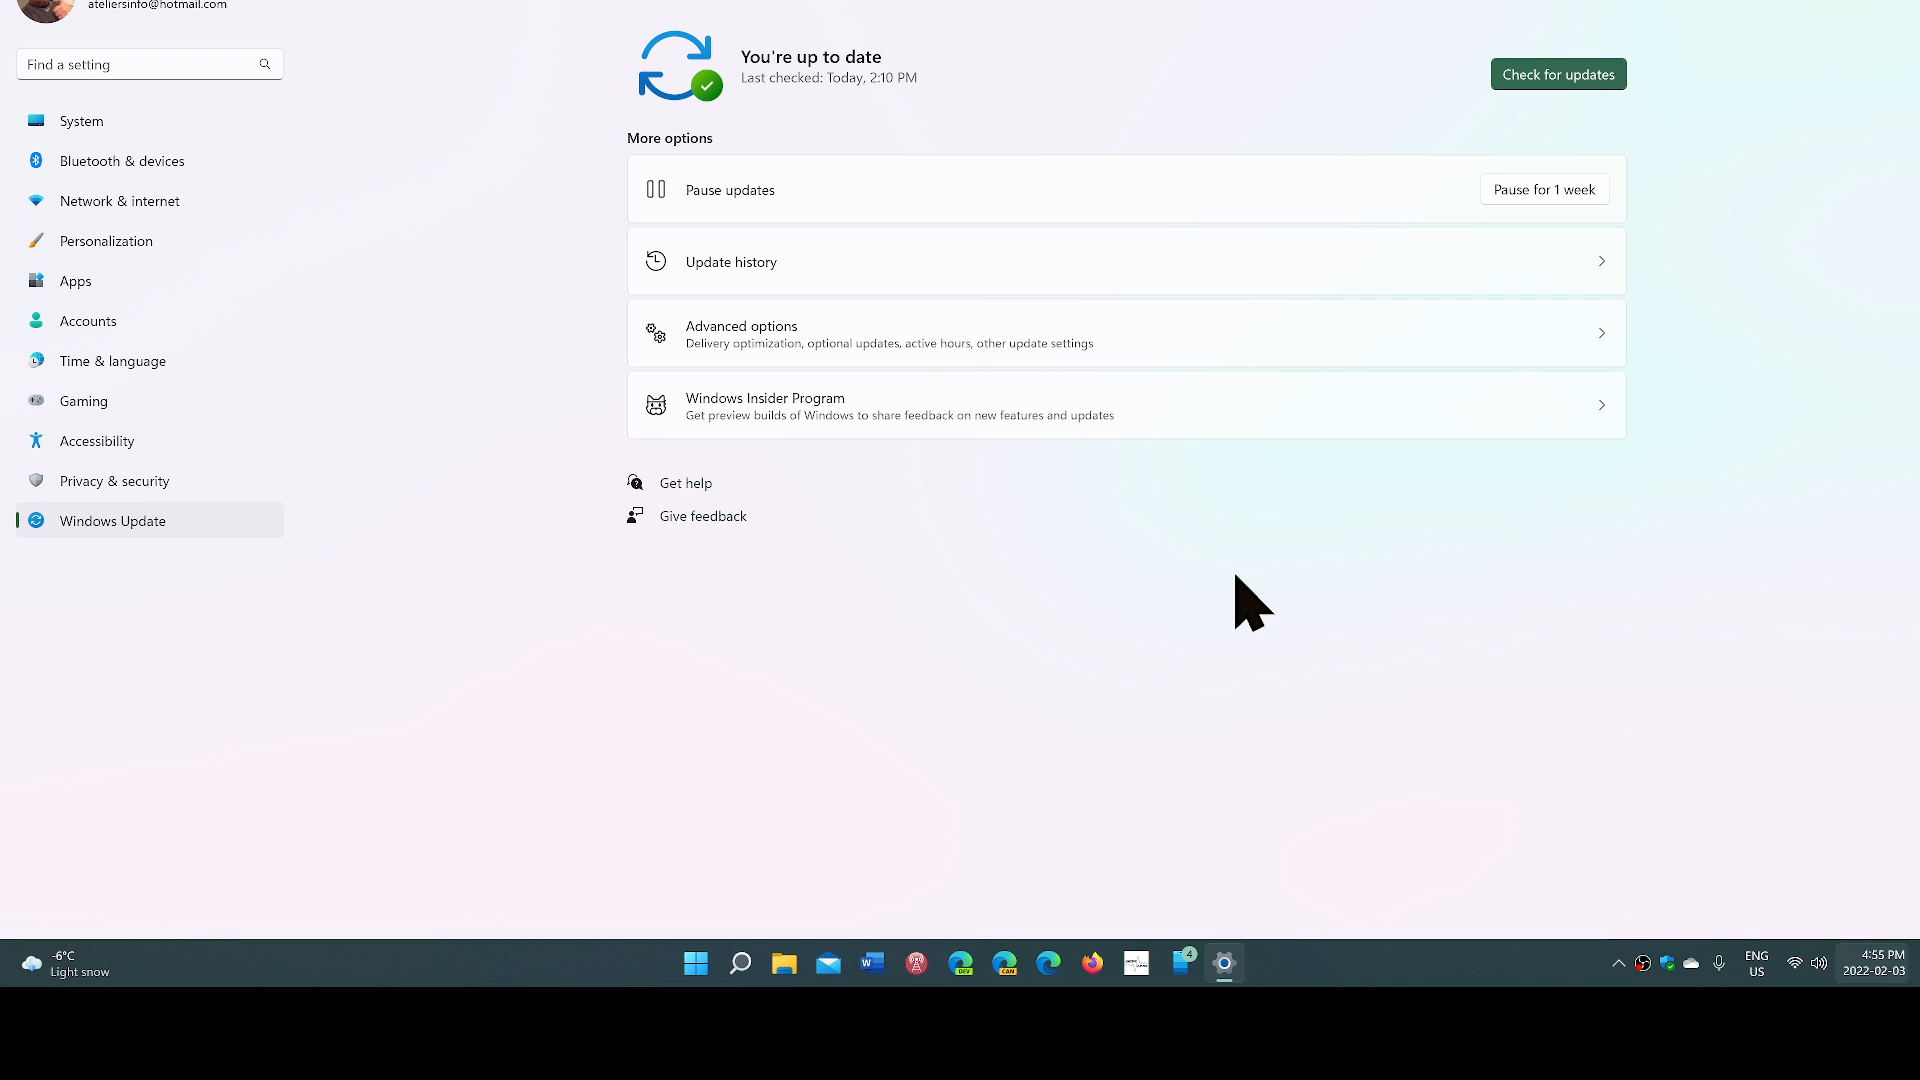 ateliersinfo@hotmail.com
Find a setting
System
Bluetooth & devices
Network & internet
Personalization
Apps
Accounts
Time & language
Gaming
Accessibility
Privacy & security
Windows Update
You're up to date
Last checked: Today, 2:10 PM
Check for updates
More options
Pause updates
Pause for 1 week
Update history
Advanced options
Delivery optimization, optional updates, active hours, other update settings
Windows Insider Program
Get preview builds of Windows to share feedback on new features and updates
Get help
Give feedback
-6°C
Light snow
W
DEV
CAN
4
ENG
US
4:55 PM
2022-02-03